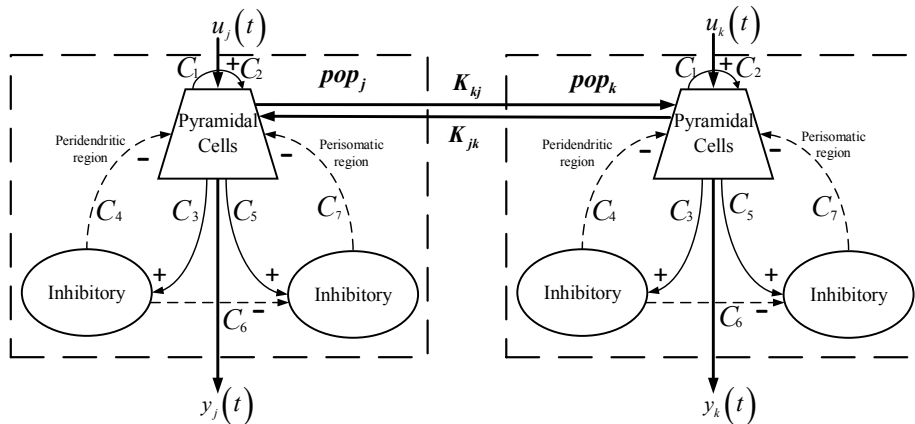 u_j(t)
u_k(t)
C_1 + C_2
pop_j
K_kj
pop_k
C_1 + C_2
Pyramidal
Cells
K_jk
Pyramidal
Cells
Peridendritic
region
-
-
Perisomatic
region
Peridendritic
region
-
-
Perisomatic
region
C_4
C_3
C_5
C_7
C_4
C_3
C_5
C_7
+
+
+
+
Inhibitory
Inhibitory
Inhibitory
Inhibitory
C_6 -
C_6 -
y_j(t)
y_k(t)